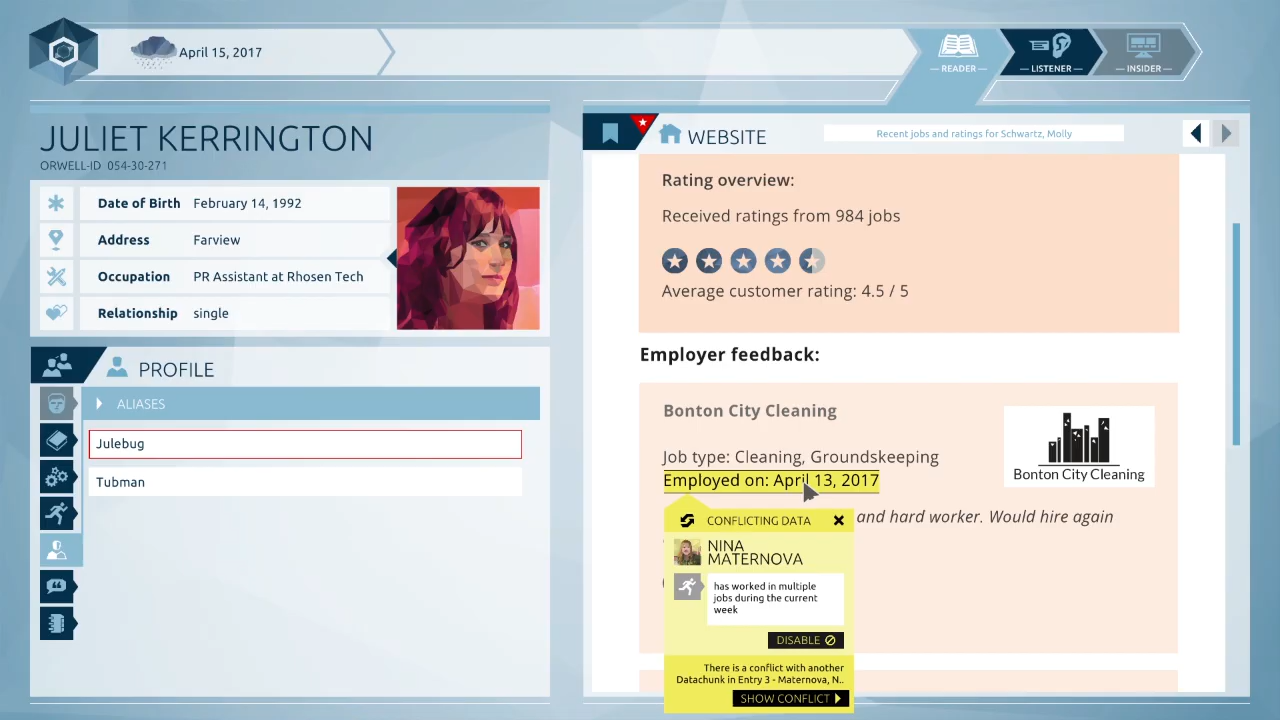 April 15, 2017
— READER —
— LISTENER —
— INSIDER —
JULIET KERRINGTON
ORWELL-ID 054-30-271
Date of Birth February 14, 1992
Address Farview
Occupation PR Assistant at Rhosen Tech
Relationship single
PROFILE
ALIASES
Julebug
Tubman
WEBSITE
Recent jobs and ratings for Schwartz, Molly
Rating overview:
Received ratings from 984 jobs
Average customer rating: 4.5 / 5
Employer feedback:
Bonton City Cleaning
Job type: Cleaning, Groundskeeping
Employed on: April 13, 2017
and hard worker. Would hire again
Bonton City Cleaning
CONFLICTING DATA
NINA
MATERNOVA
has worked in multiple
jobs during the current
week
DISABLE
There is a conflict with another
Datachunk in Entry 3 - Maternova, N..
SHOW CONFLICT